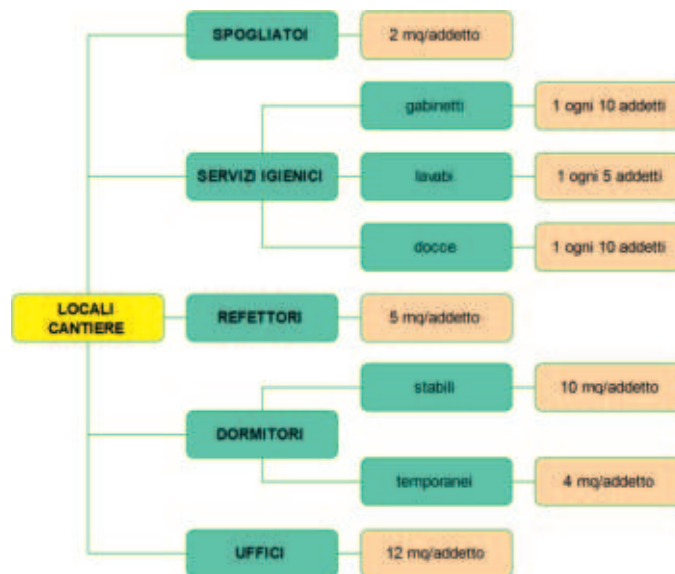 SPOGLIATOI
2 mq/addetto
gabinetti
1 ogni 10 addetti
SERVIZI IGIENICI
lavabi
1 ogni 5 addetti
docce
1 ogni 10 addetti
LOCALI
CANTIERE
REFETTORI
5 mq/addetto
stabili
10 mq/addetto
DORMITORI
temporanei
4 mq/addetto
UFFICI
12 mq/addetto